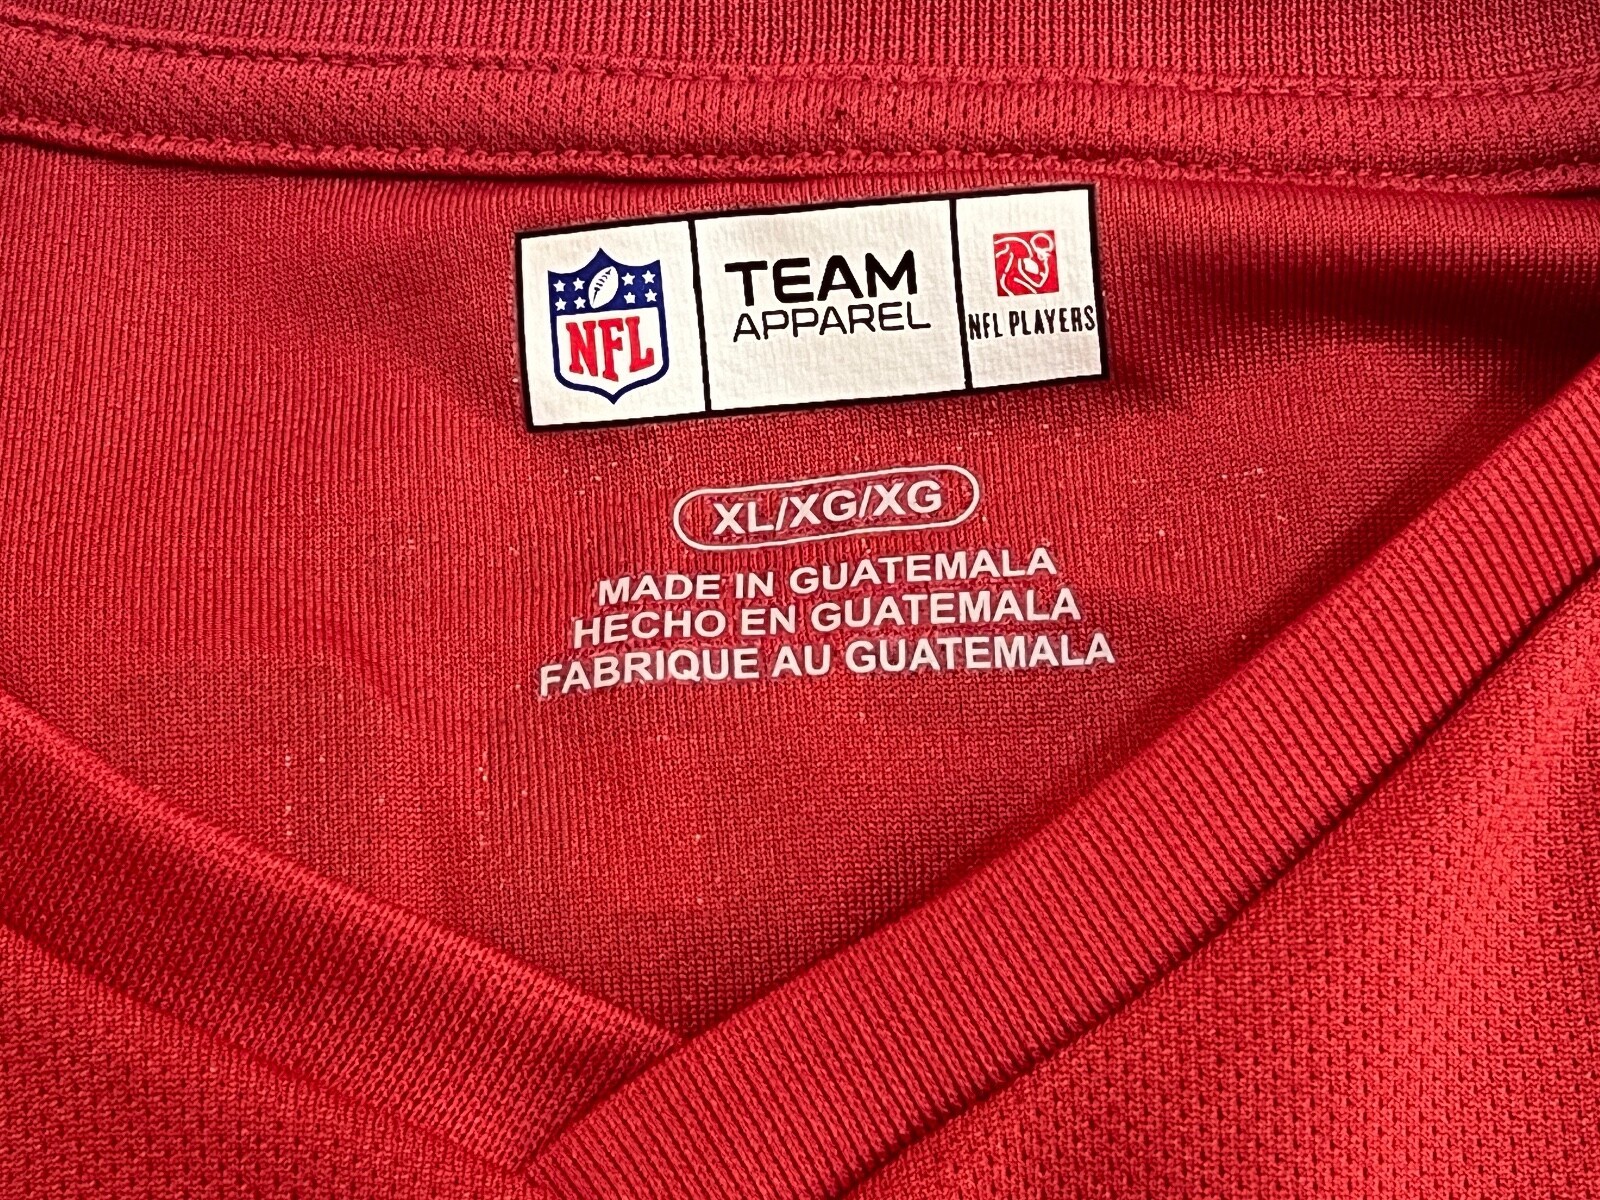 NFL
TEAM
APPAREL
NFL PLAYERS
XL/XG/XG
MADE IN GUATEMALA
HECHO EN GUATEMALA
FABRIQUE AU GUATEMALA